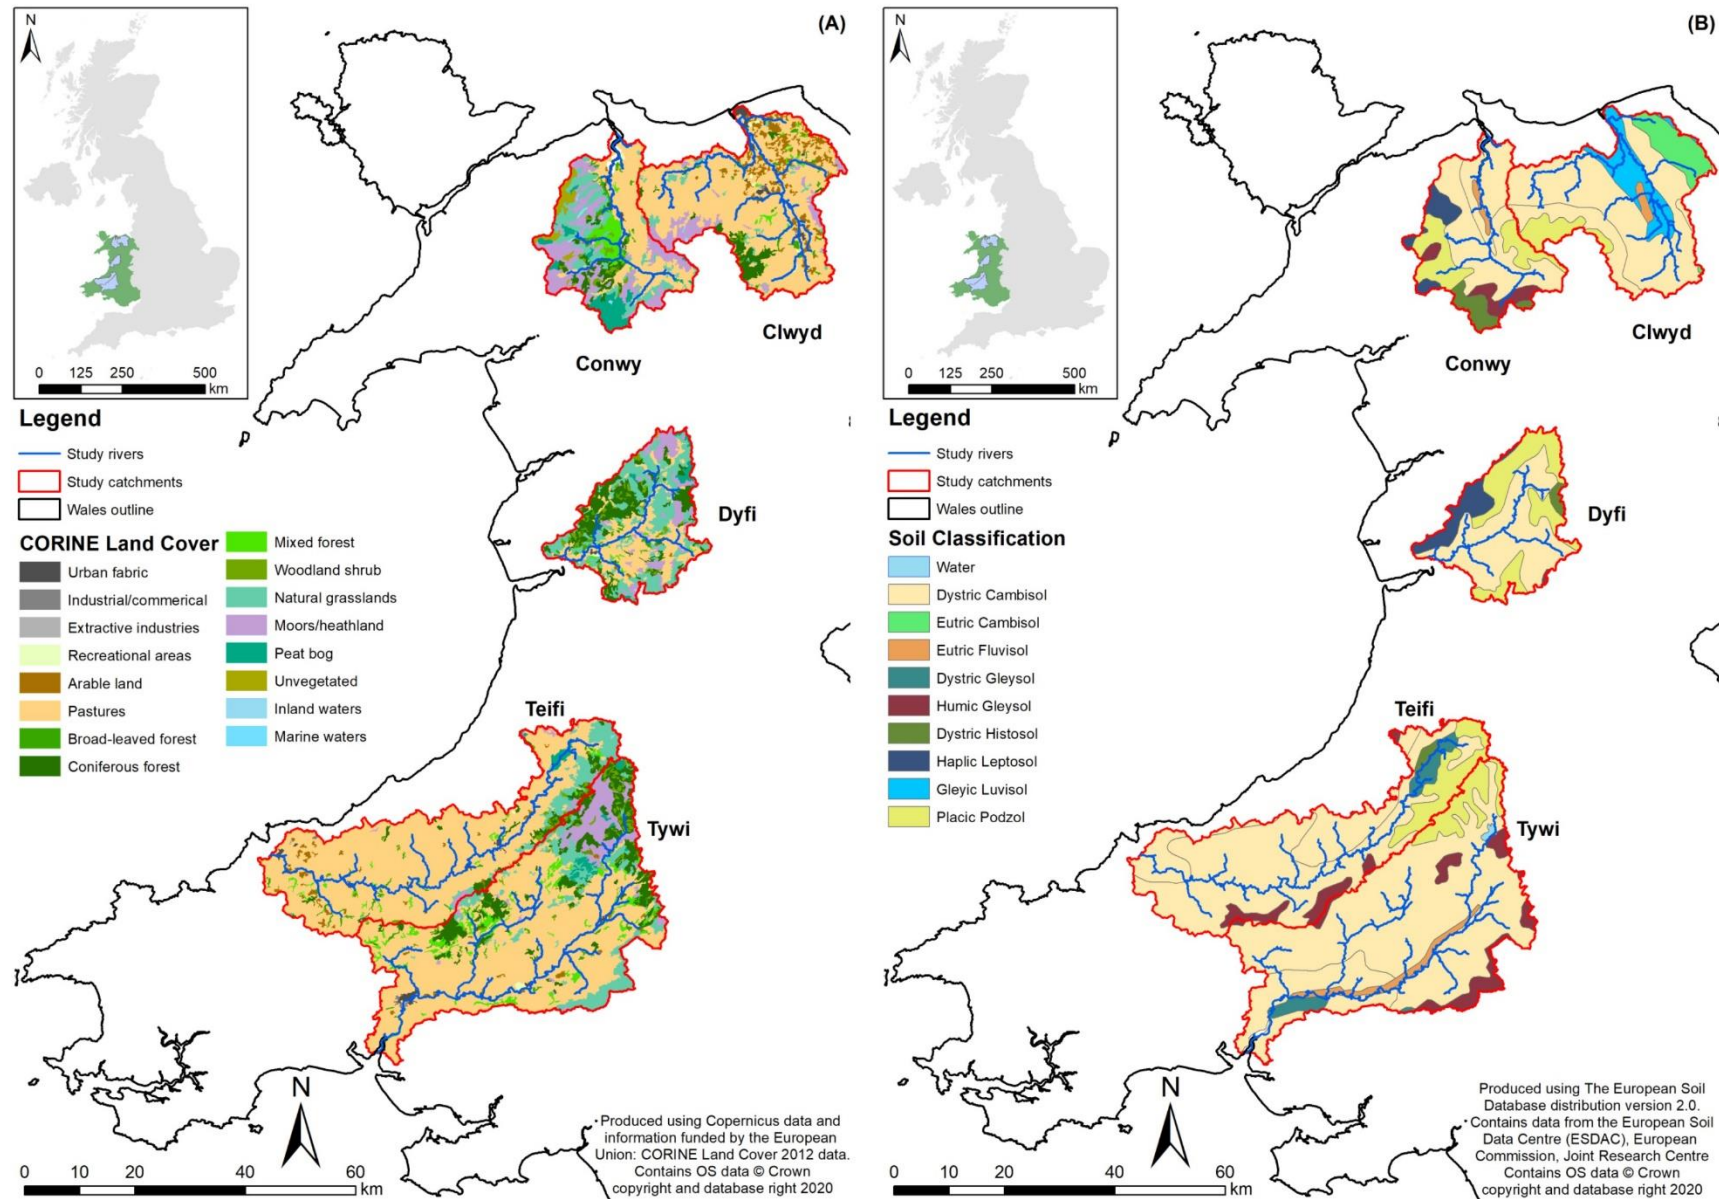 N
(A)
0 125 250 500
km
Legend
Study rivers
Study catchments
Wales outline
CORINE Land Cover
Urban fabric
Industrial/commerical
Extractive industries
Recreational areas
Arable land
Pastures
Broad-leaved forest
Coniferous forest
Mixed forest
Woodland shrub
Natural grasslands
Moors/heathland
Peat bog
Unvegetated
Inland waters
Marine waters
Conwy
Clwyd
Dyfi
Teifi
Tywi
N
0 10 20 40 60
km
Produced using Copernicus data and
information funded by the European
Union: CORINE Land Cover 2012 data.
Contains OS data © Crown
copyright and database right 2020
N
(B)
0 125 250 500
km
Legend
Study rivers
Study catchments
Wales outline
Soil Classification
Water
Dystric Cambisol
Eutric Cambisol
Eutric Fluvisol
Dystric Gleysol
Humic Gleysol
Dystric Histosol
Haplic Leptosol
Gleyic Luvisol
Placic Podzol
Conwy
Clwyd
Dyfi
Teifi
Tywi
N
0 10 20 40 60
km
Produced using The European Soil
Database distribution version 2.0.
Contains data from the European Soil
Data Centre (ESDAC), European
Commission, Joint Research Centre
Contains OS data © Crown
copyright and database right 2020